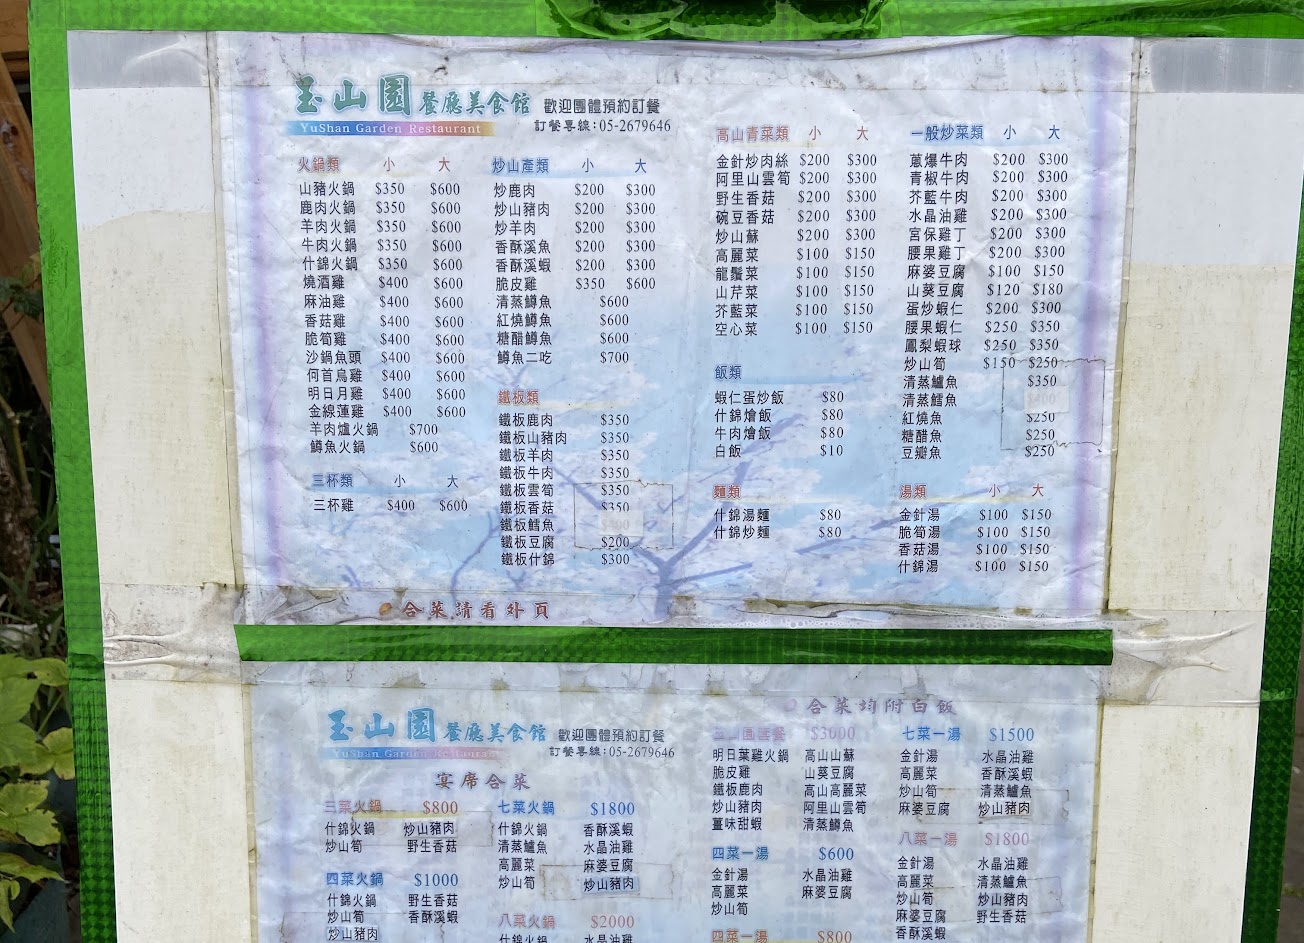 玉山園餐廳美食館
YuShan Garden Restaurant
歡迎團體預約訂餐
訂餐專線:05-2679646
火鍋類 小 大
山豬火鍋 $350 $600
鹿肉火鍋 $350 $600
羊肉火鍋 $350 $600
牛肉火鍋 $350 $600
什錦火鍋 $350 $600
燒酒雞 $400 $600
麻油雞 $400 $600
香菇雞 $400 $600
脆筍雞 $400 $600
沙鍋魚頭 $400 $600
何首烏雞 $400 $600
明日月雞 $400 $600
金線蓮雞 $400 $600
羊肉爐火鍋 $700
鱒魚火鍋 $600
三杯類 小 大
三杯雞 $400 $600
炒山產類 小 大
炒鹿肉 $200 $300
炒山豬肉 $200 $300
炒羊肉 $200 $300
香酥溪魚 $200 $300
香酥溪蝦 $200 $300
脆皮雞 $350 $600
清蒸鱒魚 $600
紅燒鱒魚 $600
糖醋鱒魚 $600
鱒魚二吃 $700
鐵板類
鐵板鹿肉 $350
鐵板山豬肉 $350
鐵板羊肉 $350
鐵板牛肉 $350
鐵板雲筍 $350
鐵板香菇 $350
鐵板鱈魚 $400
鐵板豆腐 $200
鐵板什錦 $300
合菜請看外頁
高山青菜類 小 大
金針炒肉絲 $200 $300
阿里山雲筍 $200 $300
野生香菇 $200 $300
碗豆香菇 $200 $300
炒山蘇 $200 $300
高麗菜 $100 $150
龍鬚菜 $100 $150
山芹菜 $100 $150
芥藍菜 $100 $150
空心菜 $100 $150
飯類
蝦仁蛋炒飯 $80
什錦燴飯 $80
牛肉燴飯 $80
白飯 $10
麵類
什錦湯麵 $80
什錦炒麵 $80
一般炒菜類 小 大
蔥爆牛肉 $200 $300
青椒牛肉 $200 $300
芥藍牛肉 $200 $300
水晶油雞 $200 $300
宮保雞丁 $200 $300
腰果雞丁 $200 $300
麻婆豆腐 $100 $150
山葵豆腐 $120 $180
蛋炒蝦仁 $200 $300
腰果蝦仁 $250 $350
鳳梨蝦球 $250 $350
炒山筍 $150 $250
清蒸鱸魚 $350
清蒸鱈魚 $400
紅燒魚 $250
糖醋魚 $250
豆瓣魚 $250
湯類 小 大
金針湯 $100 $150
脆筍湯 $100 $150
香菇湯 $100 $150
什錦湯 $100 $150
玉山園餐廳美食館
YuShan Garden Restaurant
歡迎團體預約訂餐
訂餐專線:05-2679646
宴席合菜
三菜火鍋 $800
什錦火鍋 炒山豬肉
炒山筍 野生香菇
四菜火鍋 $1000
什錦火鍋 野生香菇
炒山筍 香酥溪蝦
炒山豬肉
七菜火鍋 $1800
什錦火鍋 香酥溪蝦
清蒸鱸魚 水晶油雞
高麗菜 麻婆豆腐
炒山筍 炒山豬肉
八菜火鍋 $2000
什錦火鍋 水晶油雞
合菜均附白飯
玉山園套餐 $3000
明日葉雞火鍋 高山山蘇
脆皮雞 山葵豆腐
鐵板鹿肉 高山高麗菜
炒山豬肉 阿里山雲筍
薑味甜蝦 清蒸鱒魚
四菜一湯 $600
金針湯 水晶油雞
高麗菜 麻婆豆腐
炒山筍
四菜一湯 $800
七菜一湯 $1500
金針湯 水晶油雞
高麗菜 香酥溪蝦
炒山筍 清蒸鱸魚
麻婆豆腐 炒山豬肉
八菜一湯 $1800
金針湯 水晶油雞
高麗菜 清蒸鱸魚
炒山筍 炒山豬肉
麻婆豆腐 野生香菇
香酥溪蝦